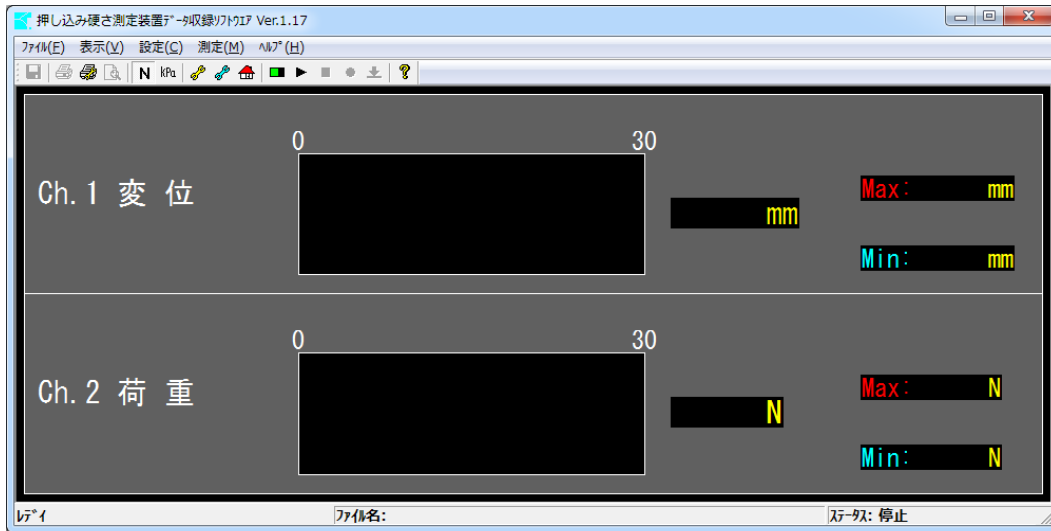 押し込み硬さ測定装置ﾃﾞｰﾀ収録ｿﾌﾄｳｴｱ Ver.1.17
ﾌｧｲﾙ(F) 表示(V) 設定(C) 測定(M) ﾍﾙﾌﾟ(H)
N kPa
0 30
Ch.1 変 位
mm
Max: mm
Min: mm
0 30
Ch.2 荷 重
N
Max: N
Min: N
ﾚﾃﾞｲ ﾌｧｲﾙ名: ｽﾃｰﾀｽ: 停止